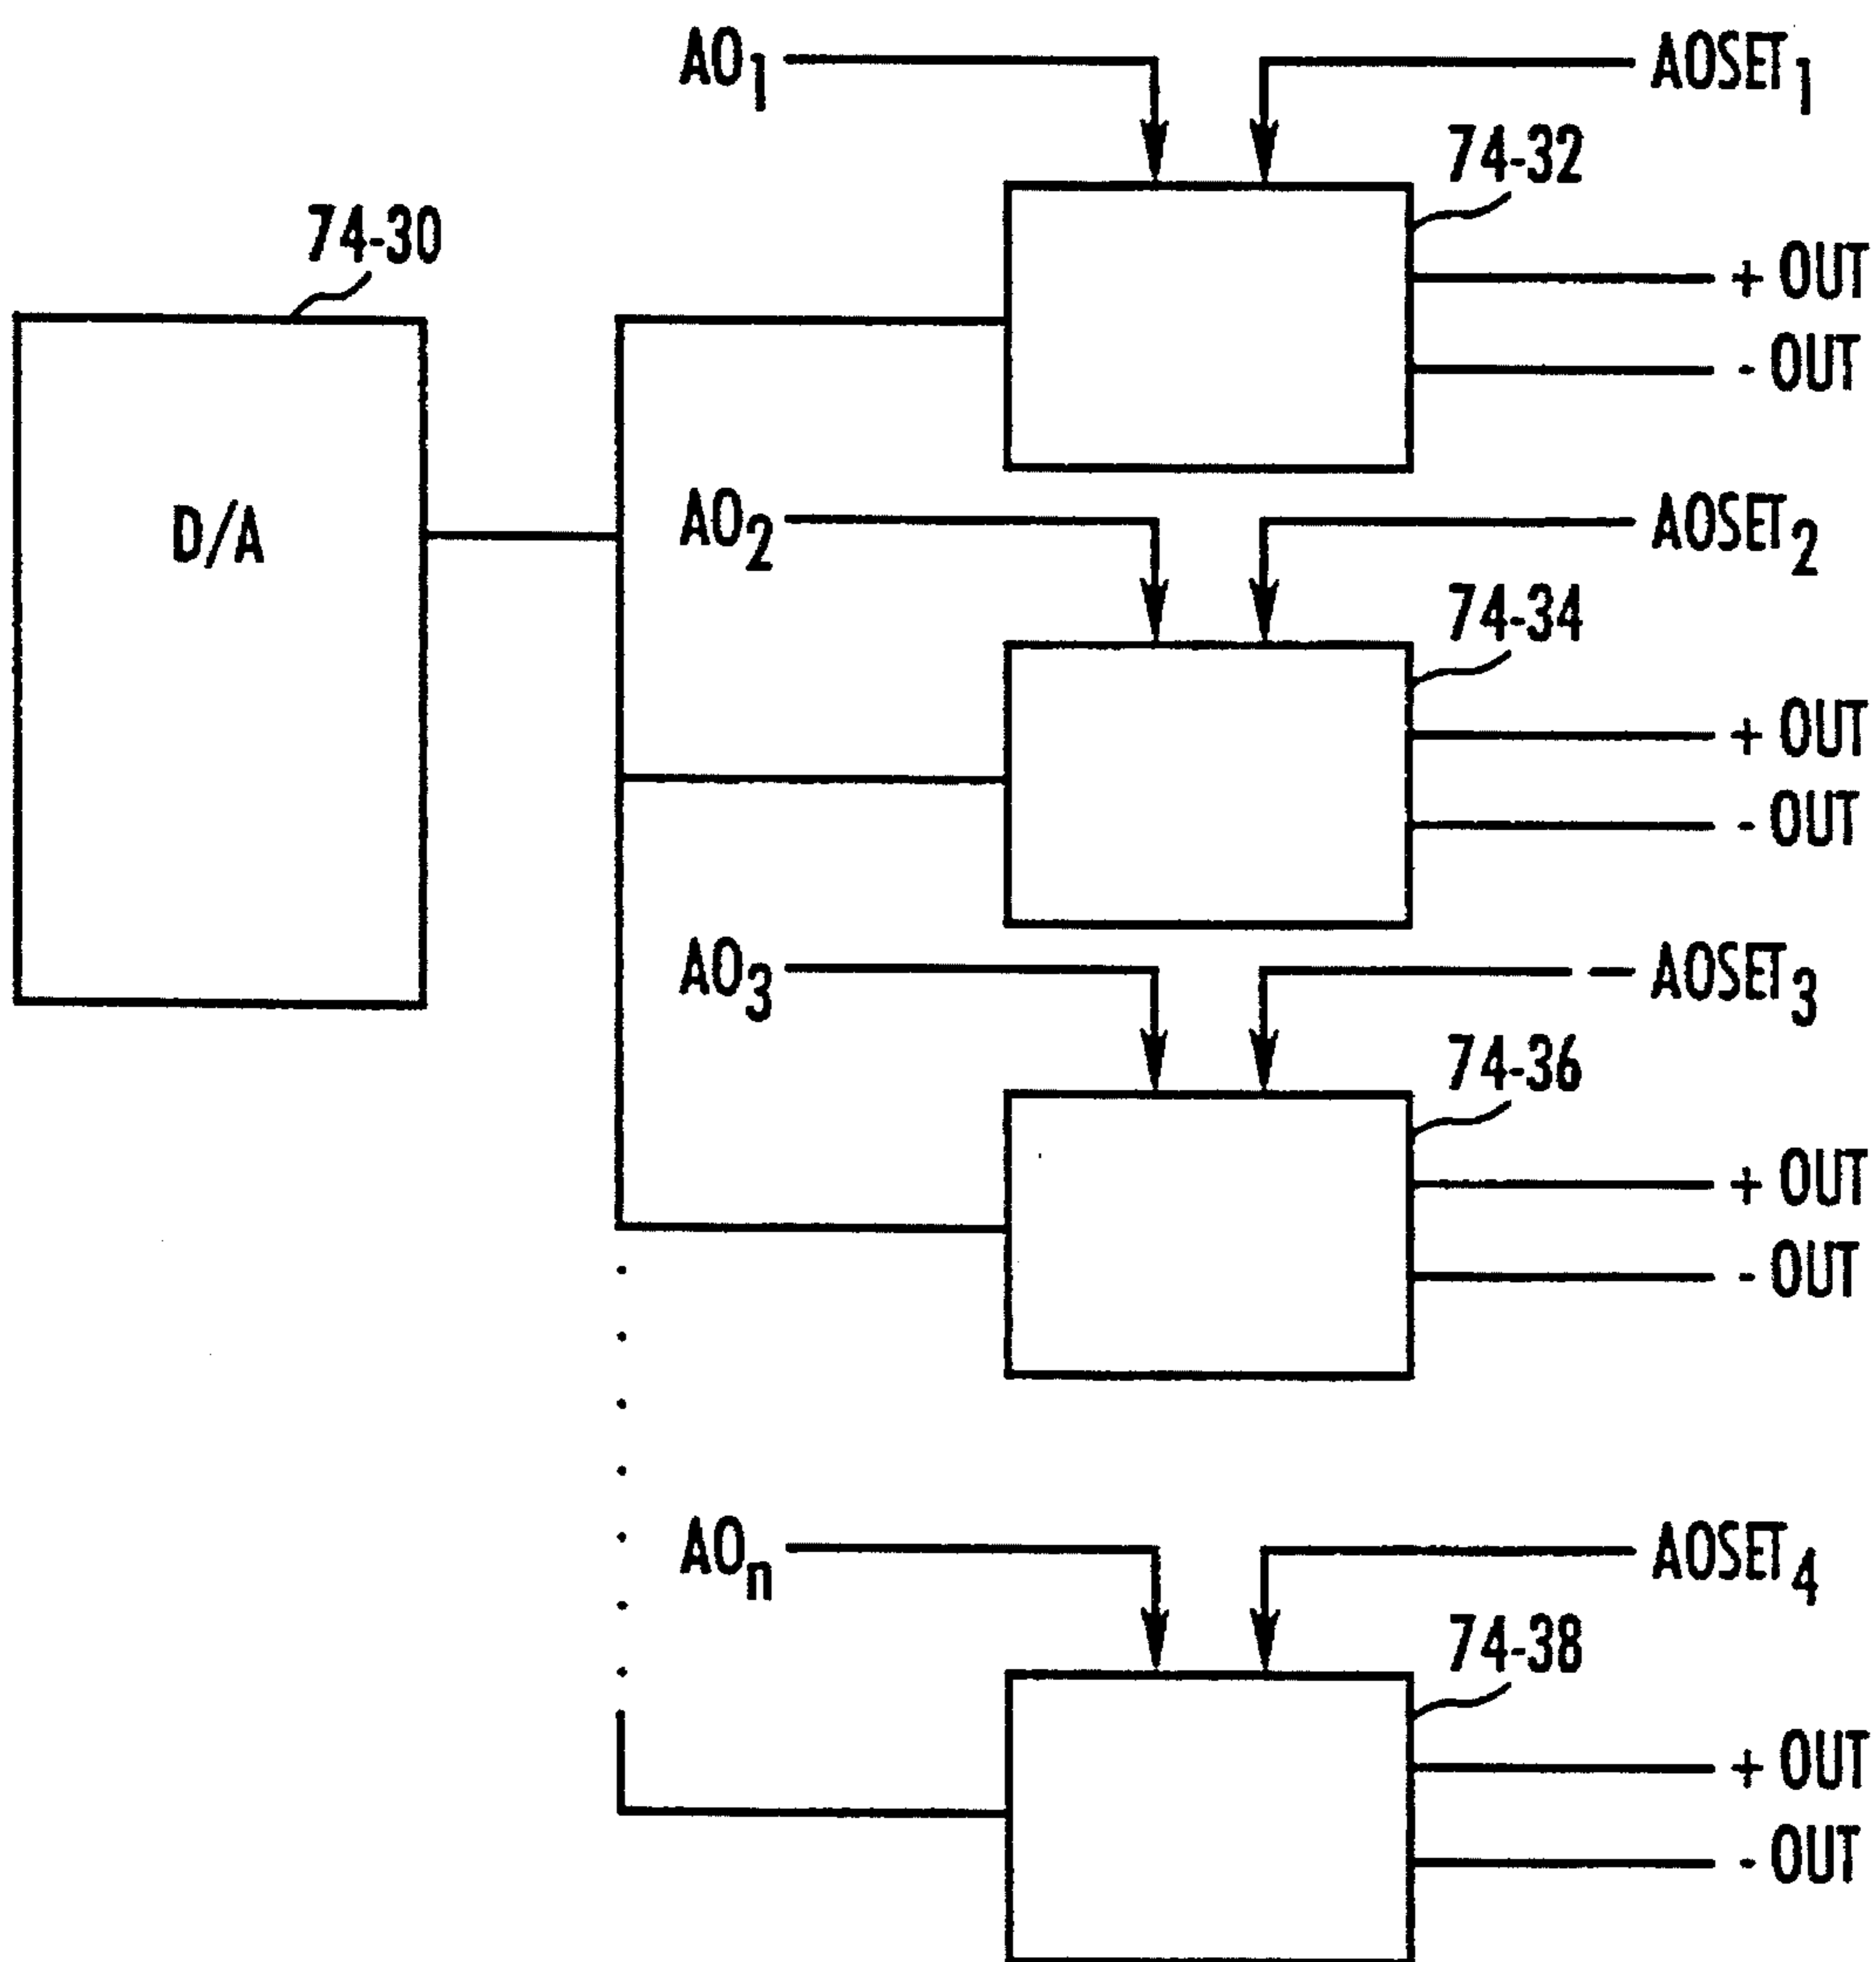 AO1 AOSET1
74-32
74-30
+ OUT
- OUT
D/A
AO2 AOSET2
74-34
+ OUT
- OUT
AO3 AOSET3
74-36
+ OUT
- OUT
AOn AOSET4
74-38
+ OUT
- OUT